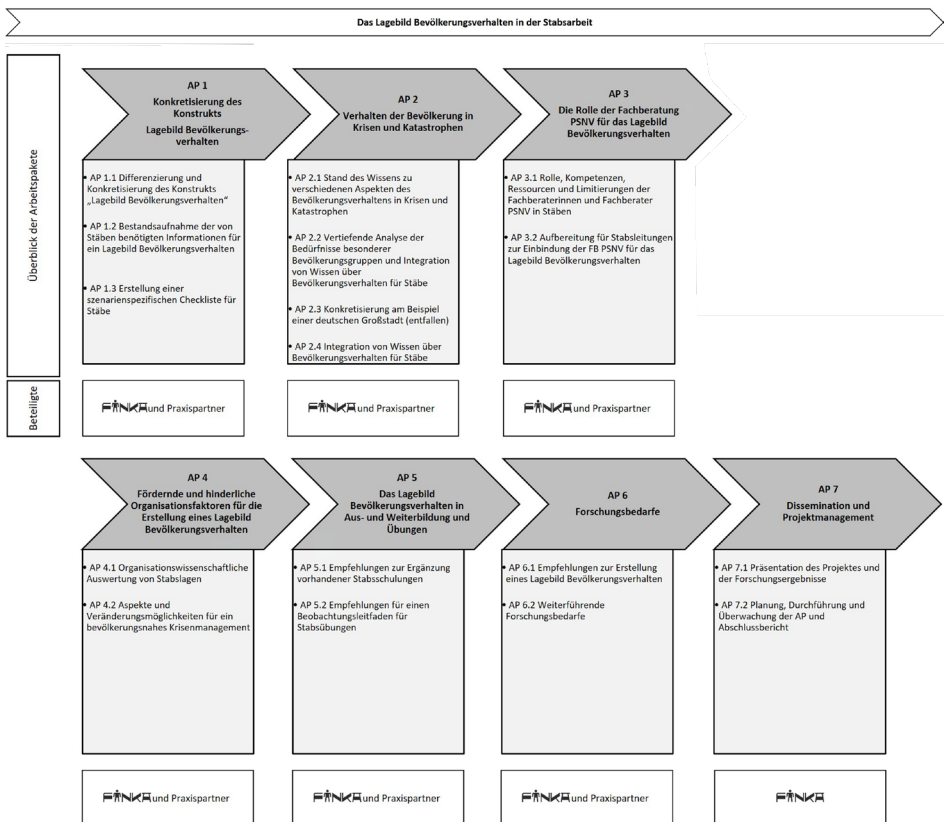 Das Lagebild Bevölkerungsverhalten in der Stabsarbeit
Überblick der Arbeitspakete
AP 1
Konkretisierung des
Konstrukts
Lagebild Bevölkerungs-
verhalten
• AP 1.1 Differenzierung und
Konkretisierung des Konstrukts
„Lagebild Bevölkerungsverhalten“
• AP 1.2 Bestandsaufnahme der von
Stäben benötigten Informationen für
ein Lagebild Bevölkerungsverhalten
• AP 1.3 Erstellung einer
szenarienspezifischen Checkliste für
Stäbe
AP 2
Verhalten der Bevölkerung in
Krisen und Katastrophen
• AP 2.1 Stand des Wissens zu
verschiedenen Aspekten des
Bevölkerungsverhaltens in Krisen und
Katastrophen
• AP 2.2 Vertiefende Analyse der
Bedürfnisse besonderer
Bevölkerungsgruppen und Integration
von Wissen über
Bevölkerungsverhalten für Stäbe
• AP 2.3 Konkretisierung am Beispiel
einer deutschen Großstadt (entfallen)
• AP 2.4 Integration von Wissen über
Bevölkerungsverhalten für Stäbe
AP 3
Die Rolle der Fachberatung
PSNV für das Lagebild
Bevölkerungsverhalten
• AP 3.1 Rolle, Kompetenzen,
Ressourcen und Limitierungen der
Fachberaterinnen und Fachberater
PSNV in Stäben
• AP 3.2 Aufbereitung für Stabsleitungen
zur Einbindung der FB PSNV für das
Lagebild Bevölkerungsverhalten
Beteiligte
FINKA und Praxispartner
FINKA und Praxispartner
FINKA und Praxispartner
AP 4
Fördernde und hinderliche
Organisationsfaktoren für die
Erstellung eines Lagebild
Bevölkerungsverhalten
• AP 4.1 Organisationswissenschaftliche
Auswertung von Stabslagen
• AP 4.2 Aspekte und
Veränderungsmöglichkeiten für ein
bevölkerungsnahes Krisenmanagement
AP 5
Das Lagebild
Bevölkerungsverhalten in
Aus- und Weiterbildung und
Übungen
• AP 5.1 Empfehlungen zur Ergänzung
vorhandener Stabsschulungen
• AP 5.2 Empfehlungen für einen
Beobachtungsleitfaden für
Stabsübungen
AP 6
Forschungsbedarfe
• AP 6.1 Empfehlungen zur Erstellung
eines Lagebild Bevölkerungsverhalten
• AP 6.2 Weiterführende
Forschungsbedarfe
AP 7
Dissemination und
Projektmanagement
• AP 7.1 Präsentation des Projektes und
der Forschungsergebnisse
• AP 7.2 Planung, Durchführung und
Überwachung der AP und
Abschlussbericht
FINKA und Praxispartner
FINKA und Praxispartner
FINKA und Praxispartner
FINKA